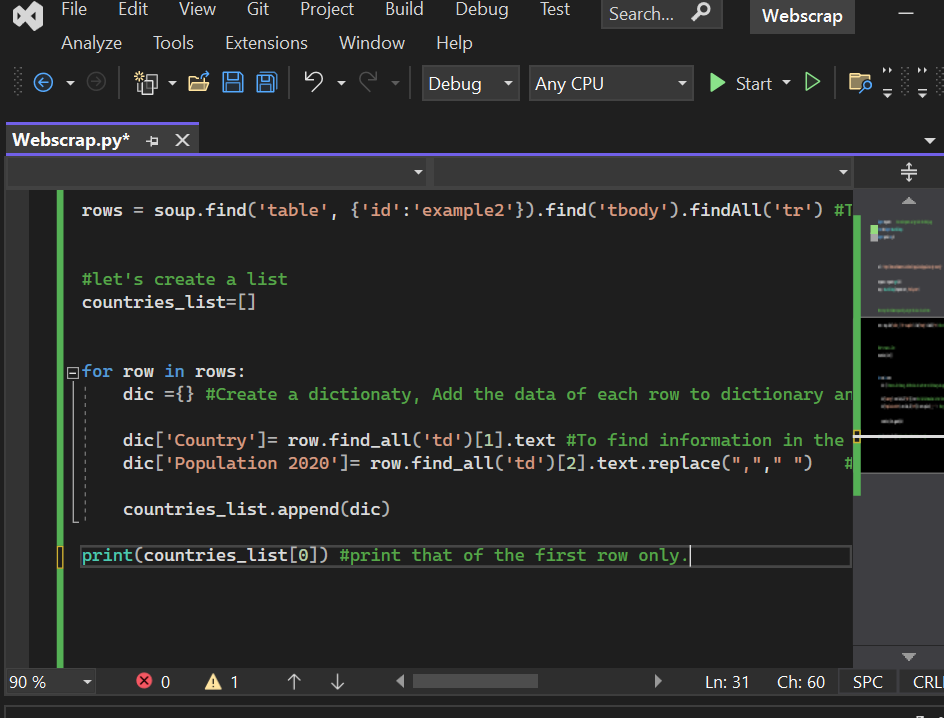 File Edit View Git Project Build Debug Test Search... Webscrap
Analyze Tools Extensions Window Help
Debug Any CPU Start
Webscrap.py*
rows = soup.find('table', {'id':'example2'}).find('tbody').findAll('tr') #T
#let's create a list
countries_list=[]
for row in rows:
dic ={} #Create a dictionaty, Add the data of each row to dictionary an
dic['Country']= row.find_all('td')[1].text #To find information in the
dic['Population 2020']= row.find_all('td')[2].text.replace(","," ") #
countries_list.append(dic)
print(countries_list[0]) #print that of the first row only.
90 % 0 1 Ln: 31 Ch: 60 SPC CRL